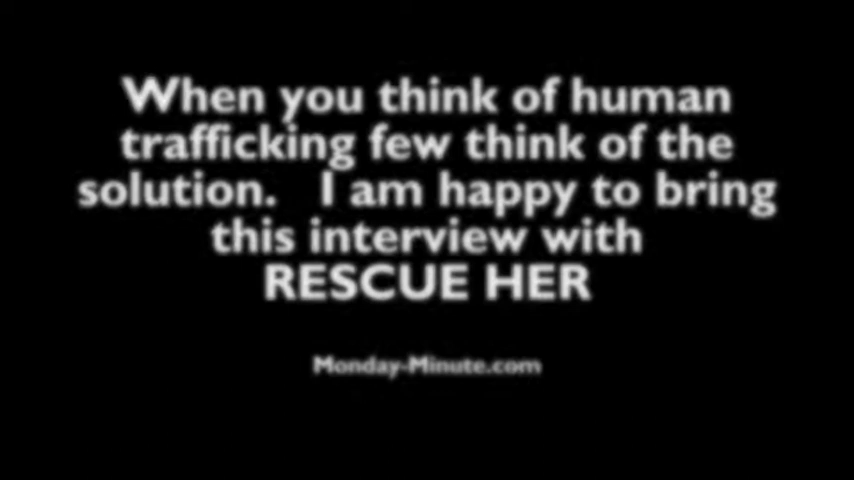 When you think of human
trafficking few think of the
solution.   I am happy to bring
this interview with
RESCUE HER
Monday-Minute.com